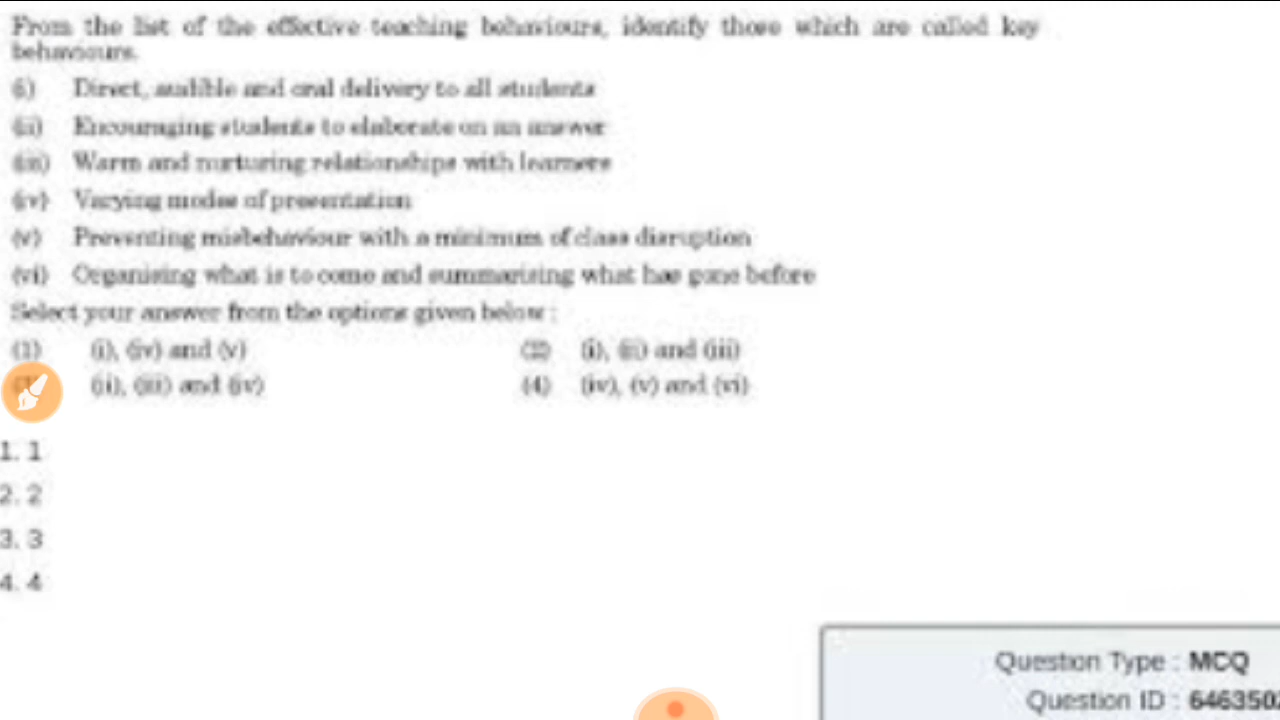 From the list of the effective teaching behaviours, identify those which are called key
behaviours.
(i) Direct, audible and oral delivery to all students
(ii) Encouraging students to elaborate on an answer
(iii) Warm and nurturing relationships with learners
(iv) Varying modes of presentation
(v) Preventing misbehaviour with a minimum of class disruption
(vi) Organising what is to come and summarising what has gone before
Select your answer from the options given below :
(1) (i), (iv) and (v) (2) (i), (ii) and (iii)
(ii), (iii) and (iv) (4) (iv), (v) and (vi)
1. 1
2. 2
3. 3
4. 4
Question Type : MCQ
Question ID : 646350